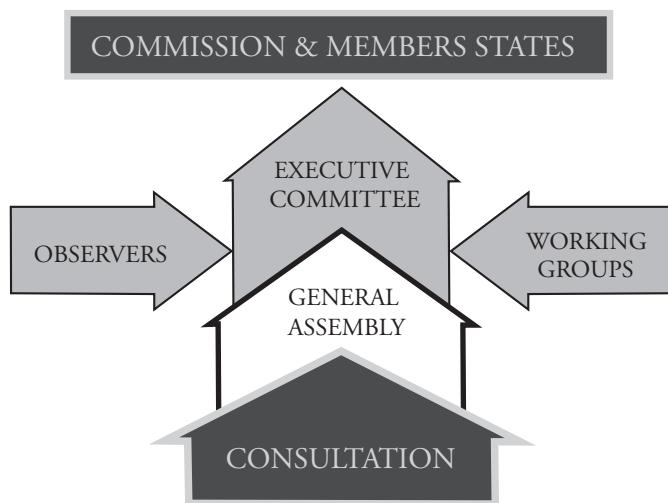 COMMISSION & MEMBERS STATES
EXECUTIVE
COMMITTEE
OBSERVERS
WORKING
GROUPS
GENERAL
ASSEMBLY
CONSULTATION